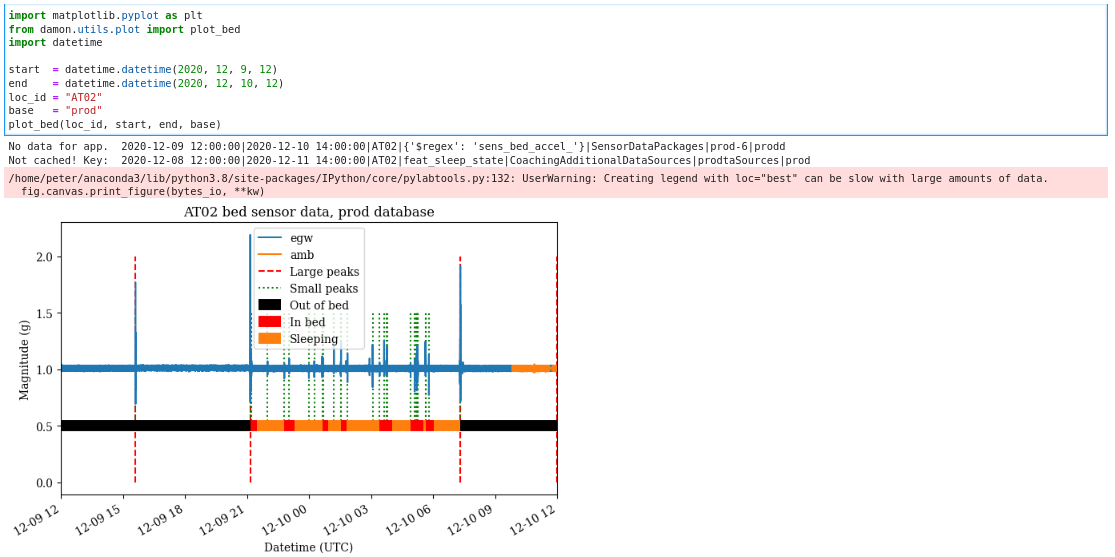 import matplotlib.pyplot as plt
from damon.utils.plot import plot_bed
import datetime
start  = datetime.datetime(2020, 12, 9, 12)
end    = datetime.datetime(2020, 12, 10, 12)
loc_id = "AT02"
base   = "prod"
plot_bed(loc_id, start, end, base)
No data for app.  2020-12-09 12:00:00|2020-12-10 14:00:00|AT02|{'$regex': 'sens_bed_accel_'}|SensorDataPackages|prod-6|prodd
Not cached! Key:  2020-12-08 12:00:00|2020-12-11 14:00:00|AT02|feat_sleep_state|CoachingAdditionalDataSources|prodtaSources|prod
/home/peter/anaconda3/lib/python3.8/site-packages/IPython/core/pylabtools.py:132: UserWarning: Creating legend with loc="best" can be slow with large amounts of data.
  fig.canvas.print_figure(bytes_io, **kw)
AT02 bed sensor data, prod database
egw
amb
Large peaks
Small peaks
Out of bed
In bed
Sleeping
2.0
1.5
1.0
0.5
0.0
Magnitude (g)
12-09 12
12-09 15
12-09 18
12-09 21
12-10 00
12-10 03
12-10 06
12-10 09
12-10 12
Datetime (UTC)